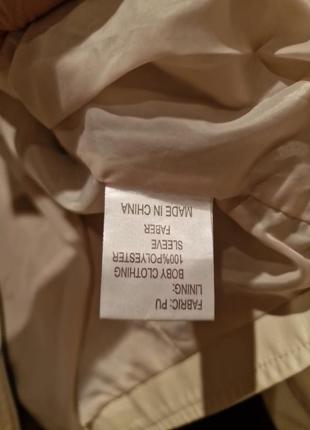 FABRIC: PU
LINING:
BOBY CLOTHING
100%POLYESTER
SLEEVE
FABER
MADE IN CHINA